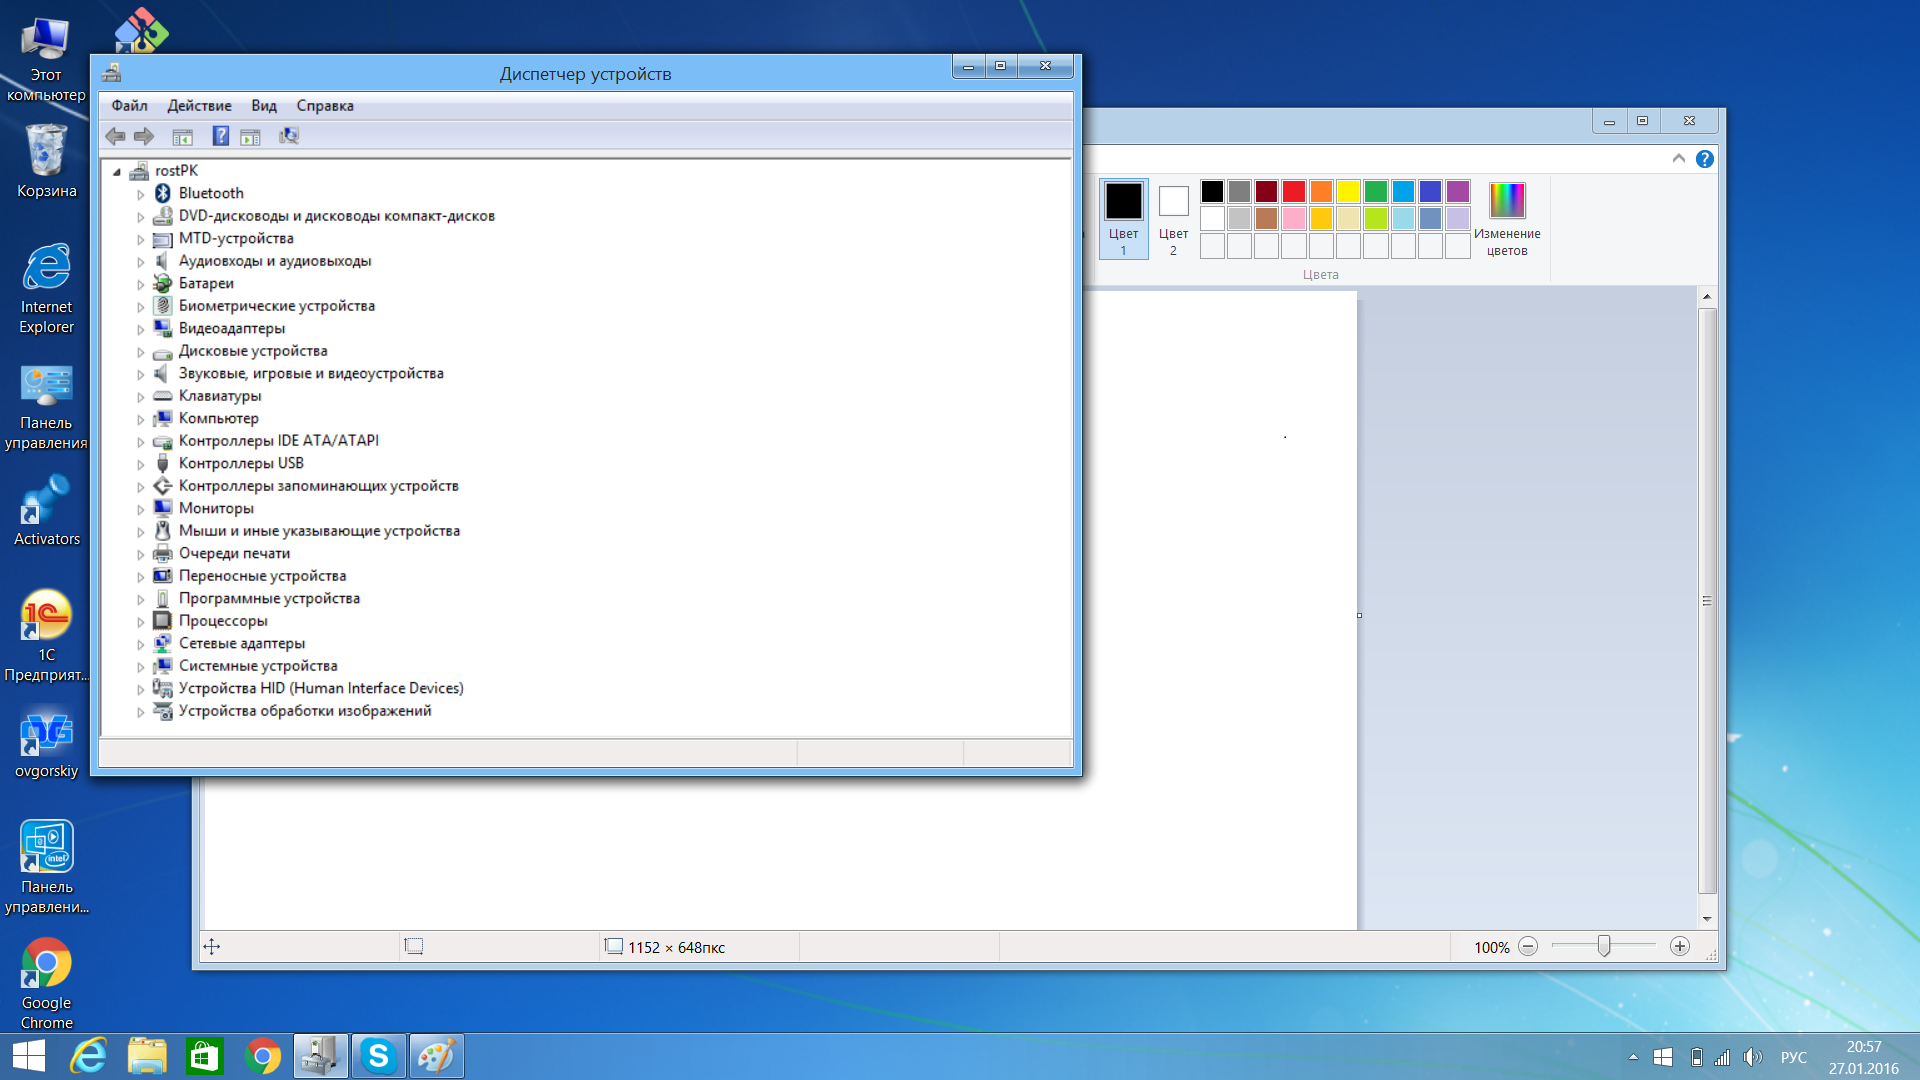 Этот
компьютер
Корзина
Internet
Explorer
Панель
управления
Activators
1С
Предприят...
ovgorskiy
intel
Панель
управлени...
Google
Chrome
Диспетчер устройств
Файл Действие Вид Справка
rostPK
Bluetooth
DVD-дисководы и дисководы компакт-дисков
MTD-устройства
Аудиовходы и аудиовыходы
Батареи
Биометрические устройства
Видеоадаптеры
Дисковые устройства
Звуковые, игровые и видеоустройства
Клавиатуры
Компьютер
Контроллеры IDE ATA/ATAPI
Контроллеры USB
Контроллеры запоминающих устройств
Мониторы
Мыши и иные указывающие устройства
Очереди печати
Переносные устройства
Программные устройства
Процессоры
Сетевые адаптеры
Системные устройства
Устройства HID (Human Interface Devices)
Устройства обработки изображений
Цвет
1
Цвет
2
Изменение
цветов
Цвета
1152 × 648пкс
100%
РУС
20:57
27.01.2016